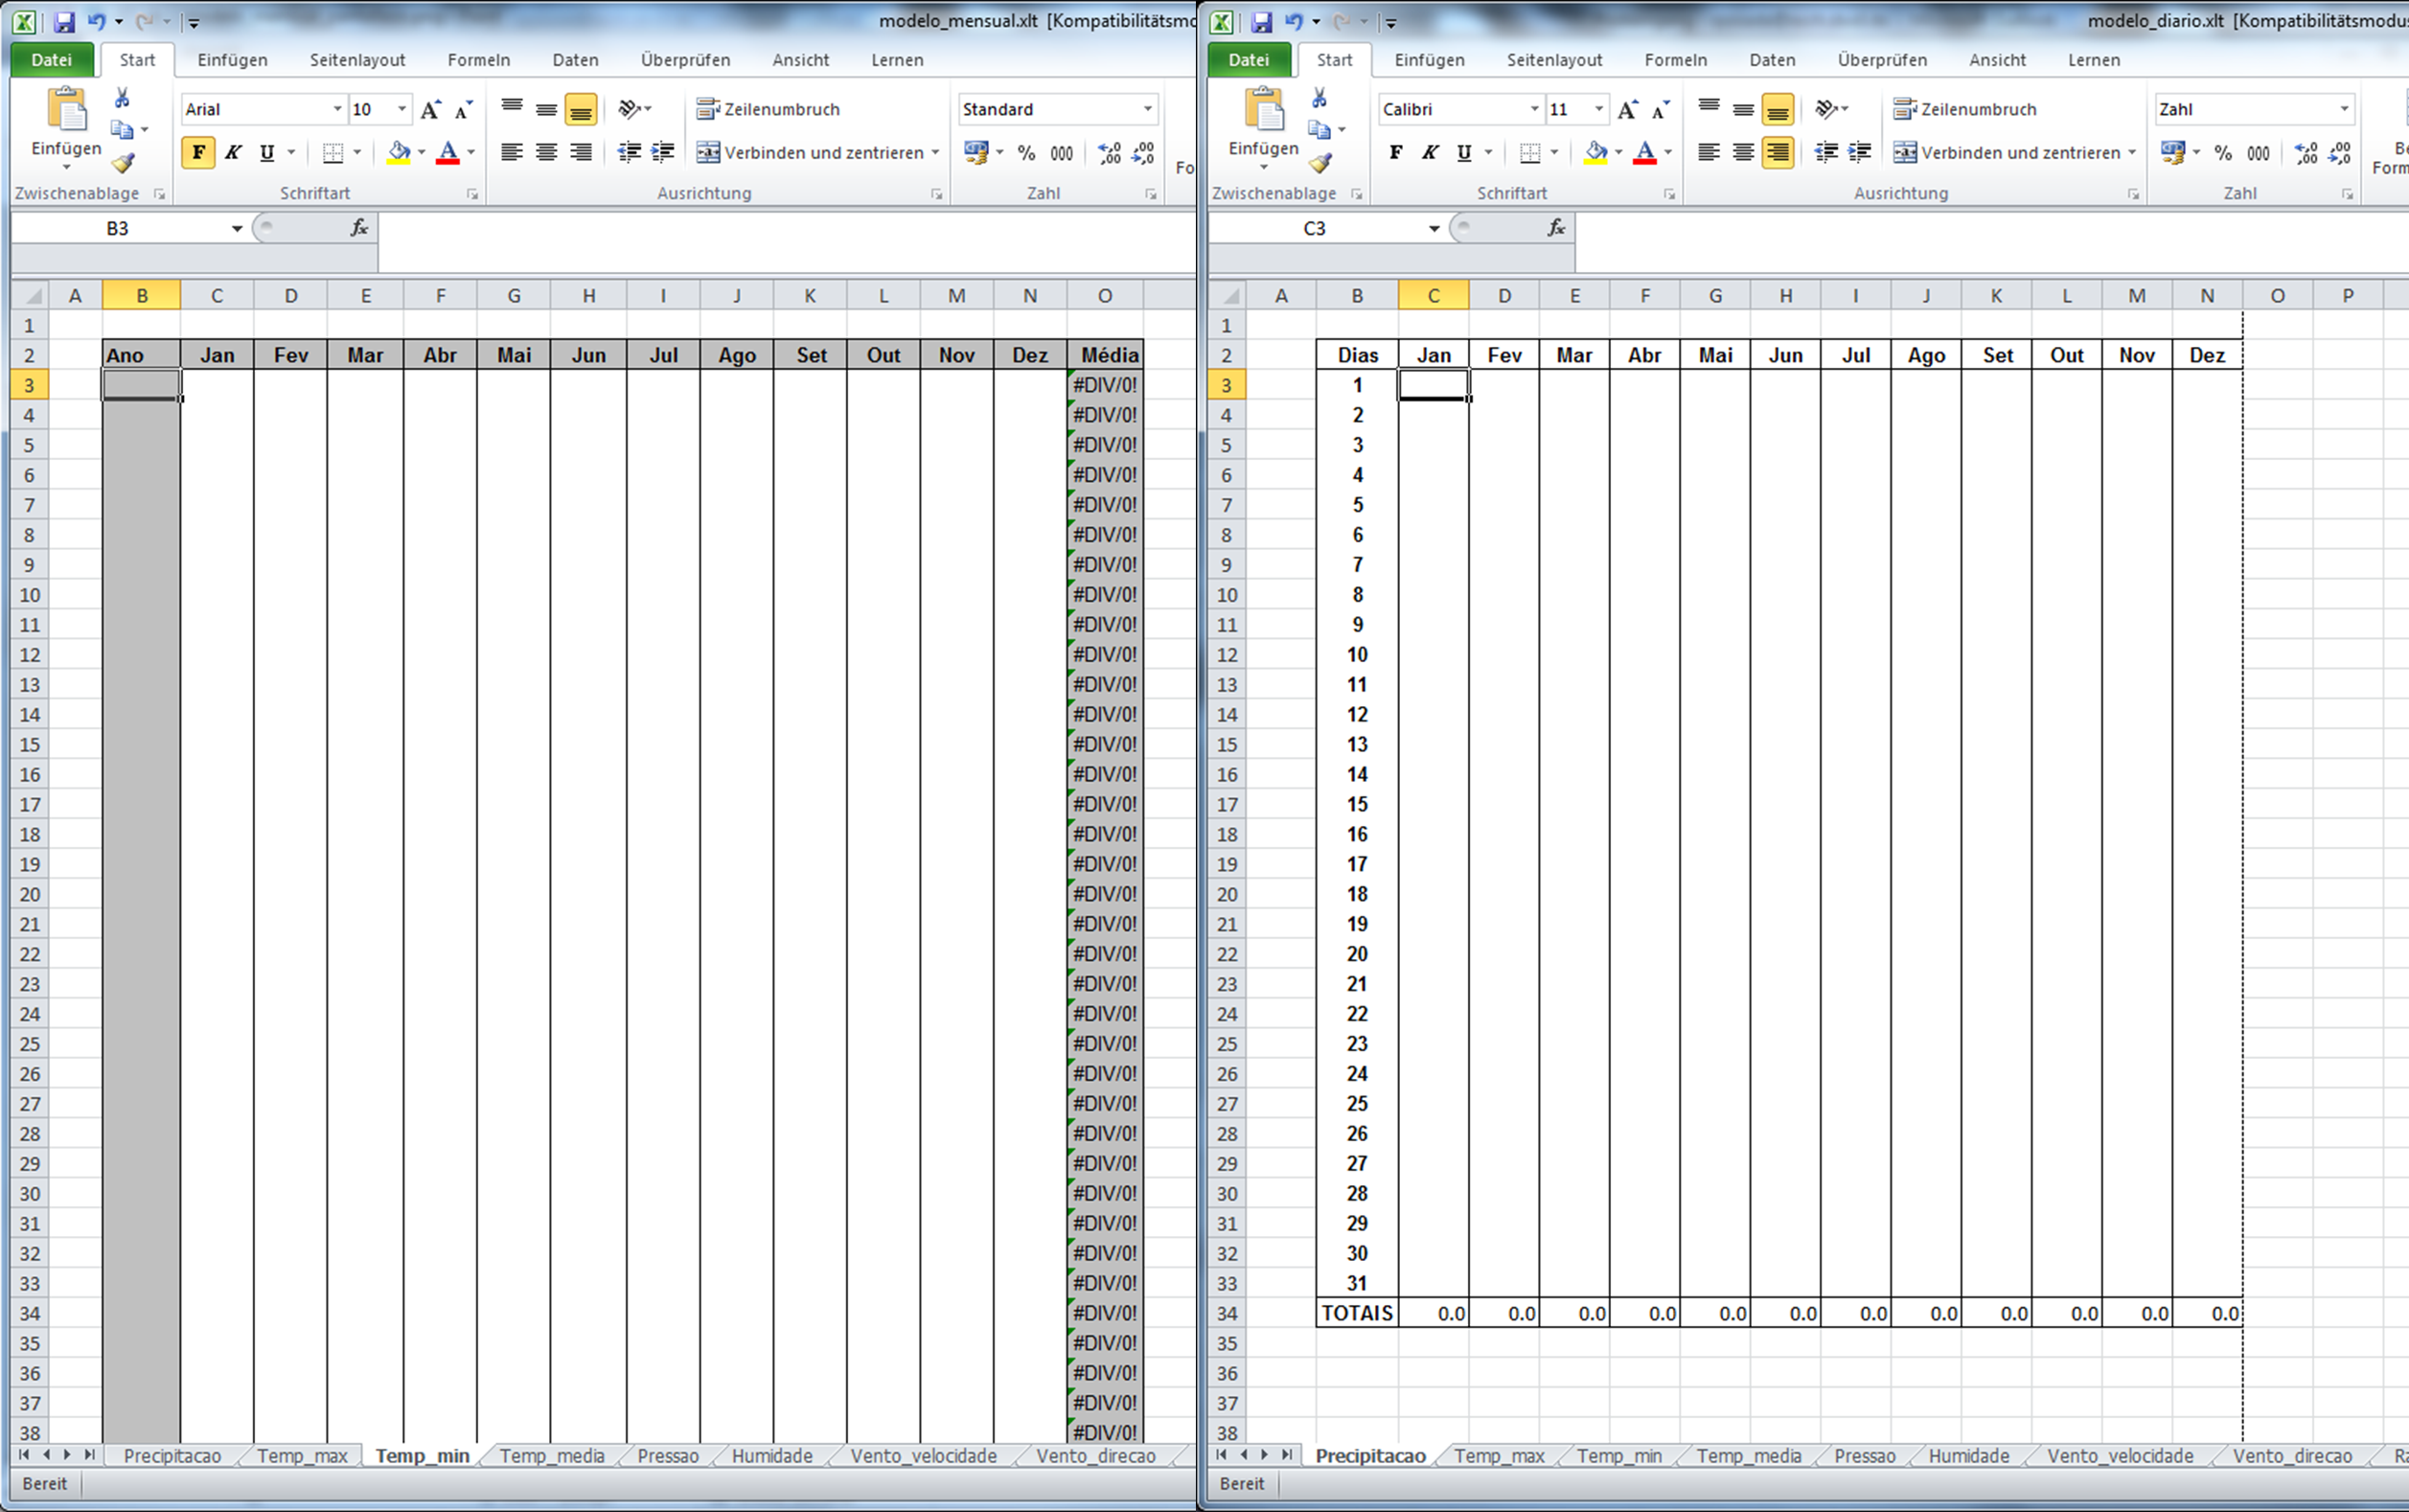 modelo_mensual.xlt [Kompatibilitätsmo
Datei Start Einfügen Seitenlayout Formeln Daten Überprüfen Ansicht Lernen
Arial 10 Zeilenumbruch Standard
Einfügen F K U Verbinden und zentrieren % 000
Fo
Zwischenablage Schriftart Ausrichtung Zahl
B3 fx
A B C D E F G H I J K L M N O
1
2 Ano Jan Fev Mar Abr Mai Jun Jul Ago Set Out Nov Dez Média
3 #DIV/0!
4 #DIV/0!
5 #DIV/0!
6 #DIV/0!
7 #DIV/0!
8 #DIV/0!
9 #DIV/0!
10 #DIV/0!
11 #DIV/0!
12 #DIV/0!
13 #DIV/0!
14 #DIV/0!
15 #DIV/0!
16 #DIV/0!
17 #DIV/0!
18 #DIV/0!
19 #DIV/0!
20 #DIV/0!
21 #DIV/0!
22 #DIV/0!
23 #DIV/0!
24 #DIV/0!
25 #DIV/0!
26 #DIV/0!
27 #DIV/0!
28 #DIV/0!
29 #DIV/0!
30 #DIV/0!
31 #DIV/0!
32 #DIV/0!
33 #DIV/0!
34 #DIV/0!
35 #DIV/0!
36 #DIV/0!
37 #DIV/0!
38 #DIV/0!
Precipitacao Temp_max Temp_min Temp_media Pressao Humidade Vento_velocidade Vento_direcao
Bereit
modelo_diario.xlt [Kompatibilitätsmodus
Datei Start Einfügen Seitenlayout Formeln Daten Überprüfen Ansicht Lernen
Calibri 11 Zeilenumbruch Zahl
Einfügen F K U Verbinden und zentrieren % 000 Be
Form
Zwischenablage Schriftart Ausrichtung Zahl
C3 fx
A B C D E F G H I J K L M N O P
1
2 Dias Jan Fev Mar Abr Mai Jun Jul Ago Set Out Nov Dez
3 1
4 2
5 3
6 4
7 5
8 6
9 7
10 8
11 9
12 10
13 11
14 12
15 13
16 14
17 15
18 16
19 17
20 18
21 19
22 20
23 21
24 22
25 23
26 24
27 25
28 26
29 27
30 28
31 29
32 30
33 31
34 TOTAIS 0.0 0.0 0.0 0.0 0.0 0.0 0.0 0.0 0.0 0.0 0.0 0.0
35
36
37
38
Precipitacao Temp_max Temp_min Temp_media Pressao Humidade Vento_velocidade Vento_direcao Ra
Bereit